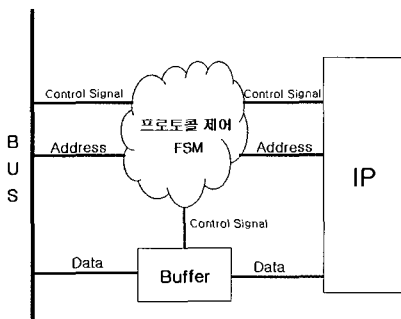 Control Signal
Control Signal
프로토콜 제어
FSM
BUS
Address
Address
IP
Control Signal
Data
Buffer
Data